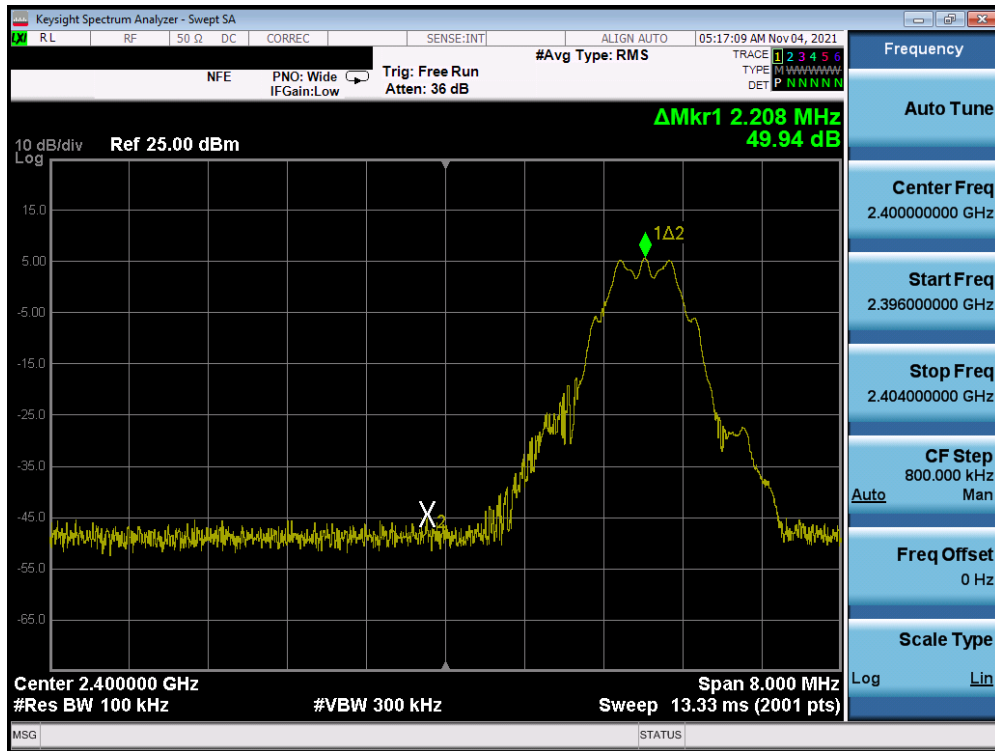 Keysight Spectrum Analyzer - Swept SA
LXI RL RF 50 Ω DC CORREC SENSE:INT ALIGN AUTO 05:17:09 AM Nov 04, 2021
#Avg Type: RMS
TRACE 1 2 3 4 5 6
TYPE M WWWWW
DET P N N N N N
NFE PNO: Wide Trig: Free Run
IFGain:Low Atten: 36 dB
ΔMkr1 2.208 MHz
49.94 dB
10 dB/div Ref 25.00 dBm
Log
15.0
5.00
-5.00
-15.0
-25.0
-35.0
-45.0
-55.0
-65.0
1Δ2
X2
Center 2.400000 GHz Span 8.000 MHz
#Res BW 100 kHz #VBW 300 kHz Sweep 13.33 ms (2001 pts)
MSG STATUS
Frequency
Auto Tune
Center Freq
2.400000000 GHz
Start Freq
2.396000000 GHz
Stop Freq
2.404000000 GHz
CF Step
800.000 kHz
Auto Man
Freq Offset
0 Hz
Scale Type
Log Lin